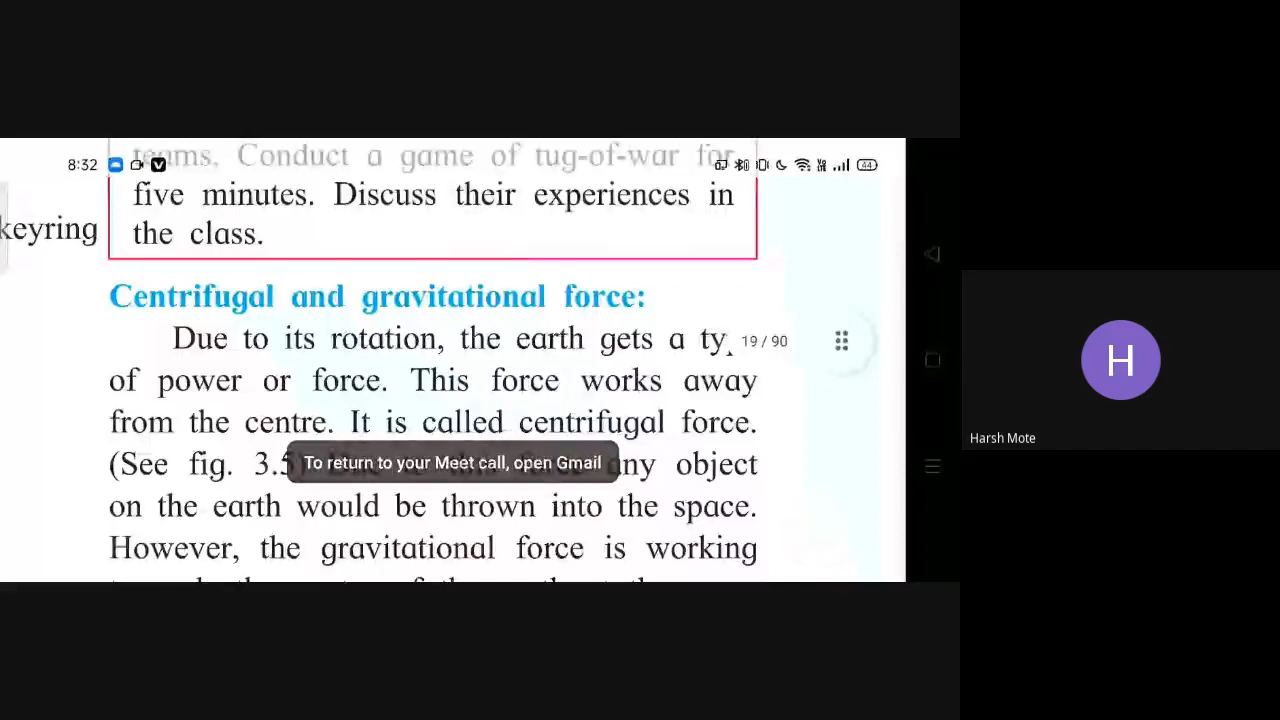 8:32
teams. Conduct a game of tug-of-war for
44
five minutes. Discuss their experiences in
keyring
the class.
Centrifugal and gravitational force:
Due to its rotation, the earth gets a ty
19 / 90
of power or force. This force works away
from the centre. It is called centrifugal force.
(See fig. 3.5 any object
To return to your Meet call, open Gmail
on the earth would be thrown into the space.
However, the gravitational force is working
H
Harsh Mote